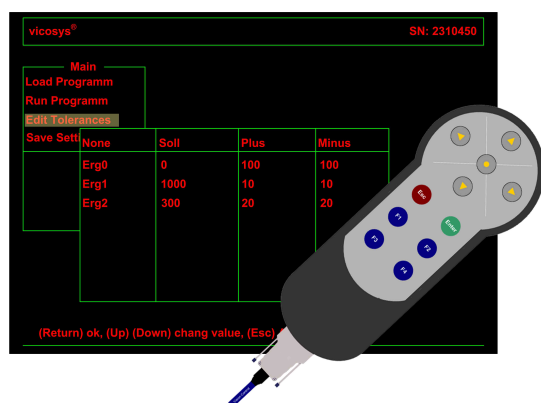 vicosys®
SN: 2310450
Main
Load Programm
Run Programm
Edit Tolerances
Save Setti
None Soll Plus Minus
Erg0 0 100 100
Erg1 1000 10 10
Erg2 300 20 20
(Return) ok, (Up) (Down) chang value, (Esc)
Esc
Enter
F1
F2
F3
F4